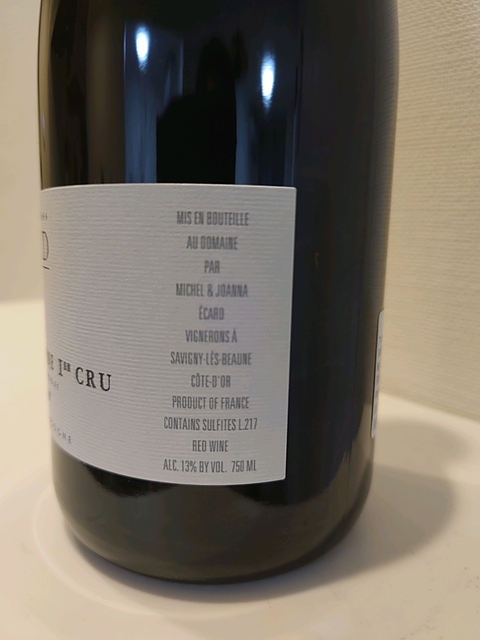 D
NE 1ER CRU
MIS EN BOUTEILLE
AU DOMAINE
PAR
MICHEL & JOANNA
ÉCARD
VIGNERONS À
SAVIGNY-LÈS-BEAUNE
CÔTE-D'OR
PRODUCT OF FRANCE
CONTAINS SULFITES L.217
RED WINE
ALC. 13% BY VOL. 750 ML